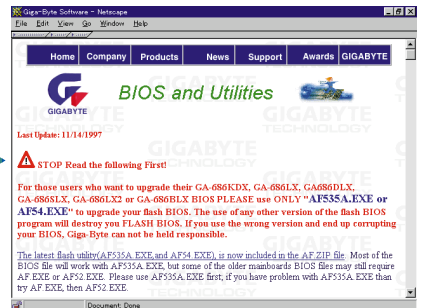 Giga-Byte Software - Netscape
File Edit View Go Window Help
Home Company Products News Support Awards GIGABYTE
GIGABYTE
BIOS and Utilities
Last Update: 11/14/1997
STOP Read the following First!
For those users who want to upgrade their GA-686KDX, GA-686LX, GA686DLX,
GA-686SLX, GA-686LX2 or GA-686BLX BIOS PLEASE use ONLY "AF535A.EXE or
AF54.EXE" to upgrade your flash BIOS. The use of any other version of the flash BIOS
program will destroy you FLASH BIOS. If you use the wrong version and end up corrupting
your BIOS, Giga-Byte can not be held responsible.
The latest flash utility(AF535A.EXE,and AF54.EXE), is now included in the AF.ZIP file. Most of the
BIOS file will work with AF535A.EXE, but some of the older mainboards BIOS files may still require
AF.EXE or AF52.EXE. Please use AF535A.EXE first; if you have problem with AF535A.EXE than
try AF.EXE, then AF52.EXE.
Document: Done